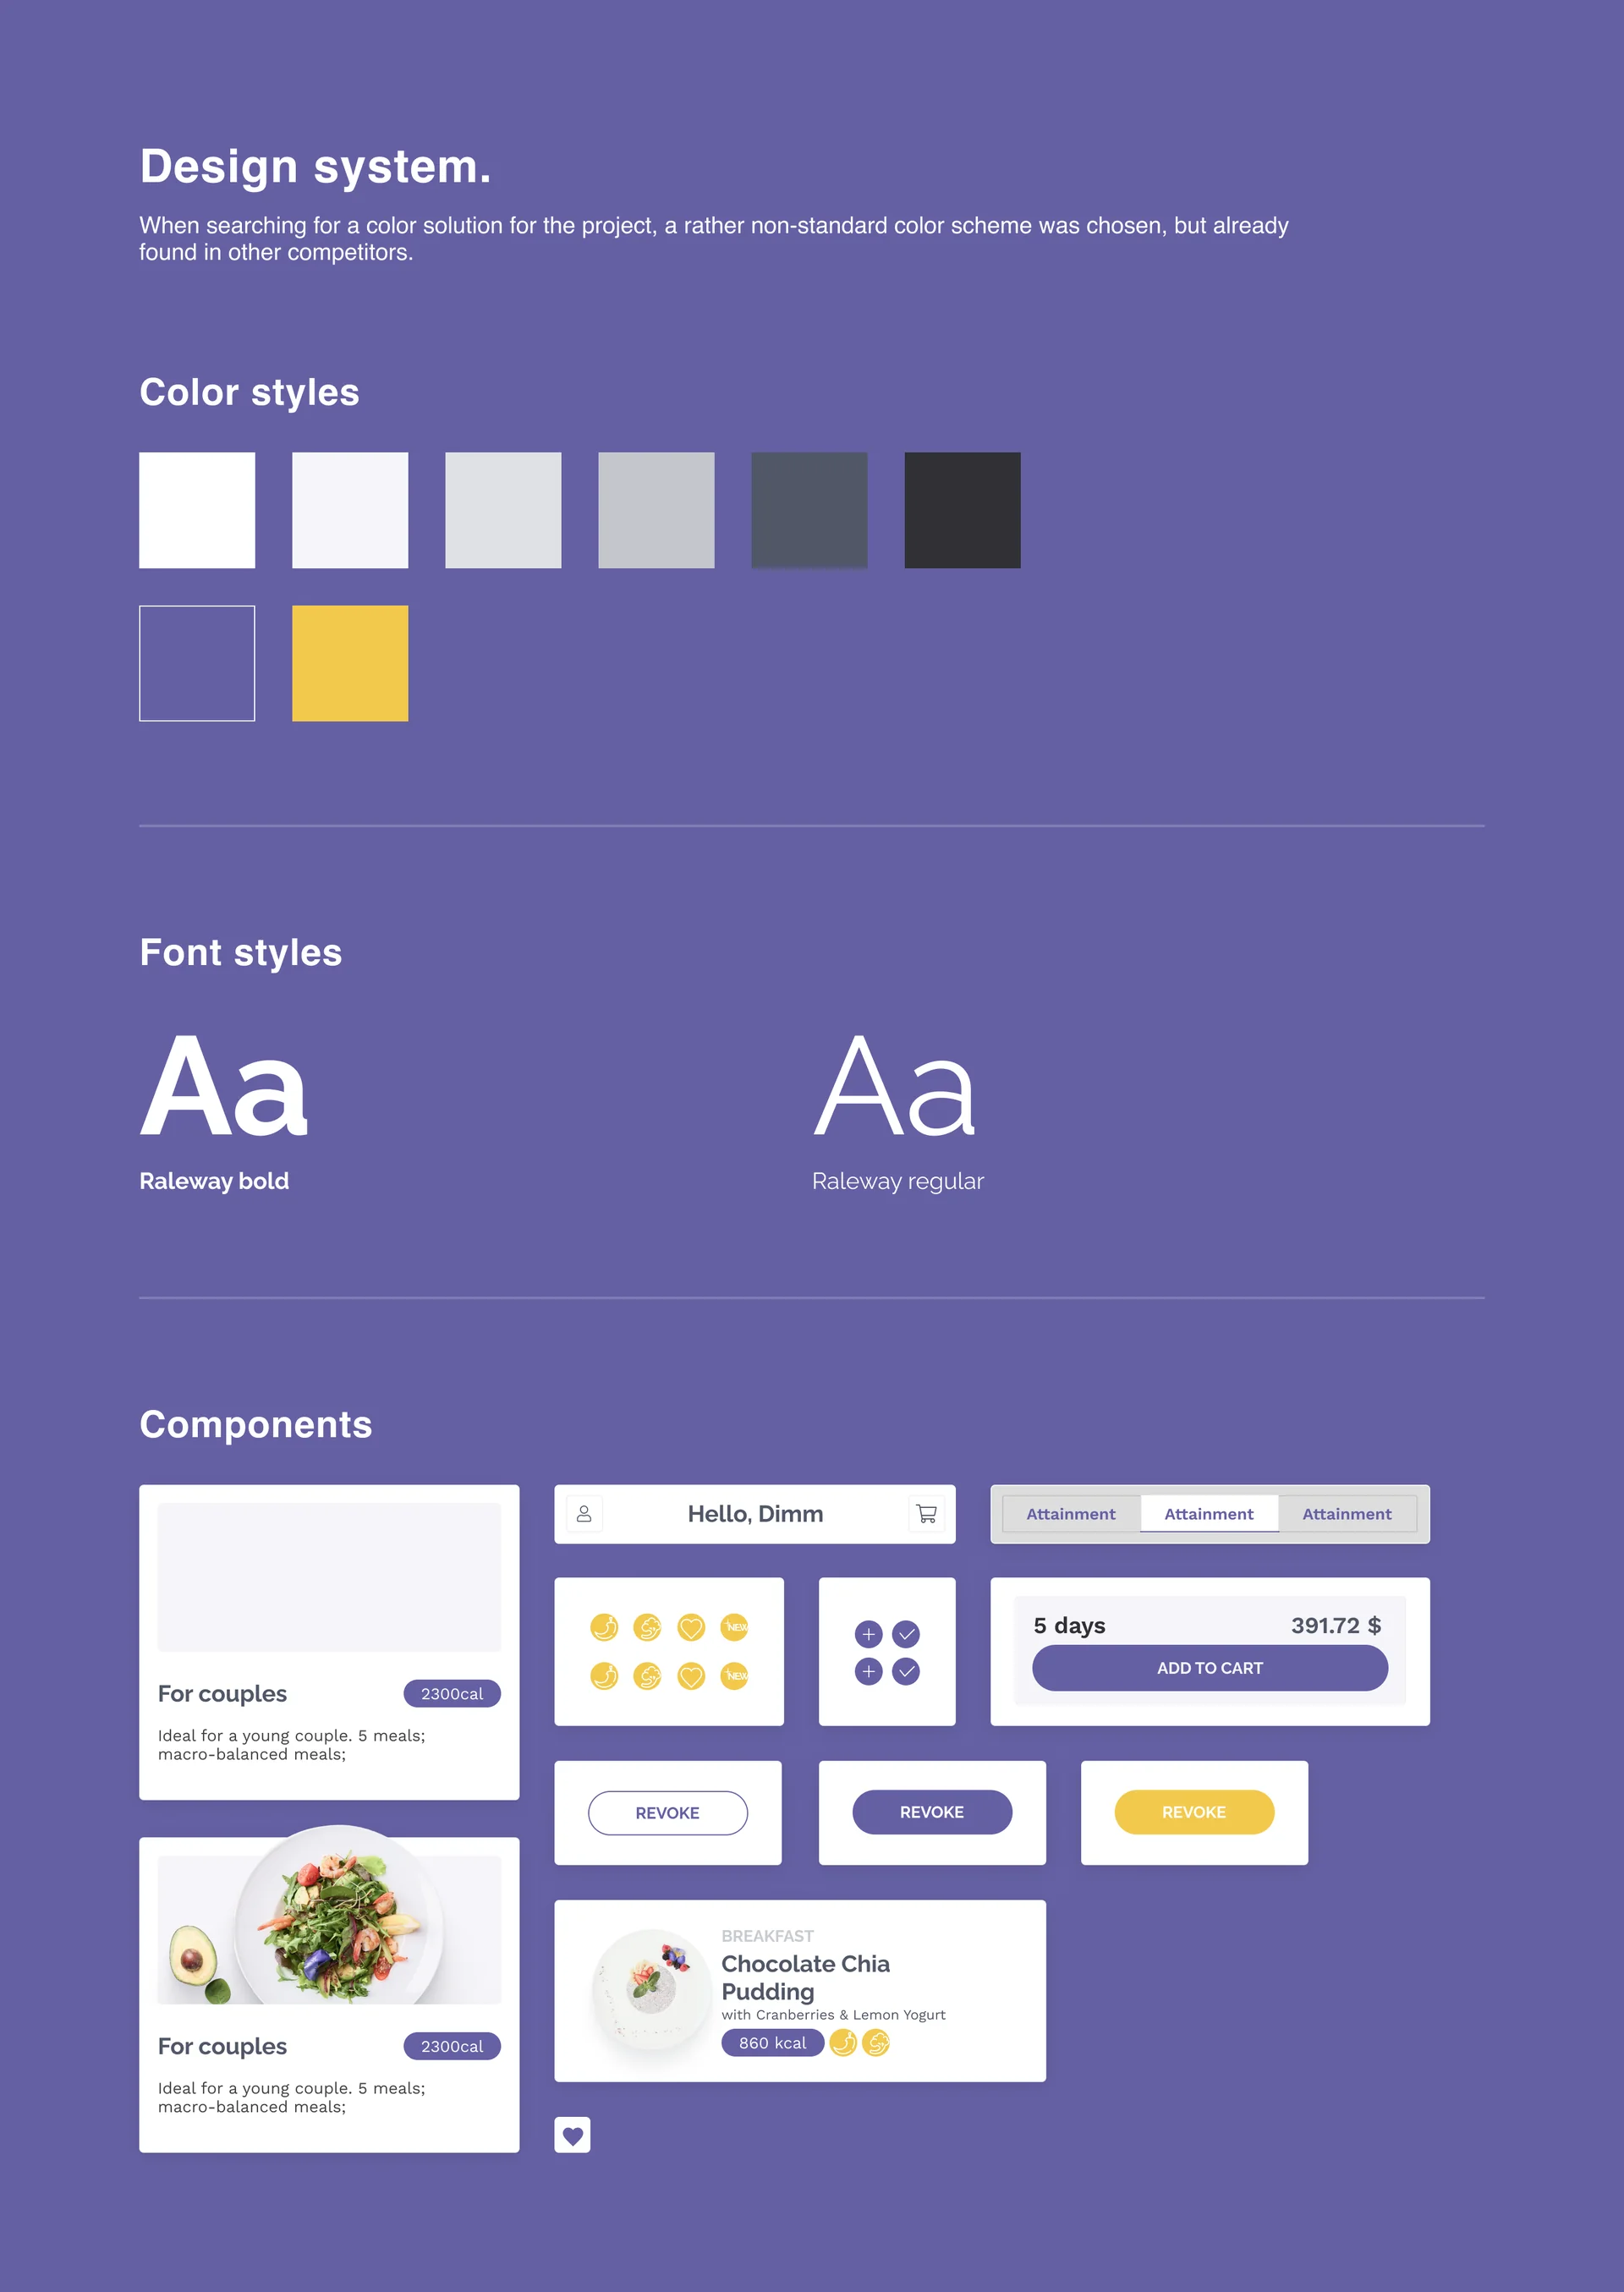 Design system.
When searching for a color solution for the project, a rather non-standard color scheme was chosen, but already
found in other competitors.
Color styles
Font styles
Aa
Raleway bold
Aa
Raleway regular
Components
For couples
2300cal
Ideal for a young couple. 5 meals;
macro-balanced meals;
For couples
2300cal
Ideal for a young couple. 5 meals;
macro-balanced meals;
Hello, Dimm
Attainment
Attainment
Attainment
NEW
NEW
5 days
391.72 $
ADD TO CART
REVOKE
REVOKE
REVOKE
BREAKFAST
Chocolate Chia
Pudding
with Cranberries & Lemon Yogurt
860 kcal